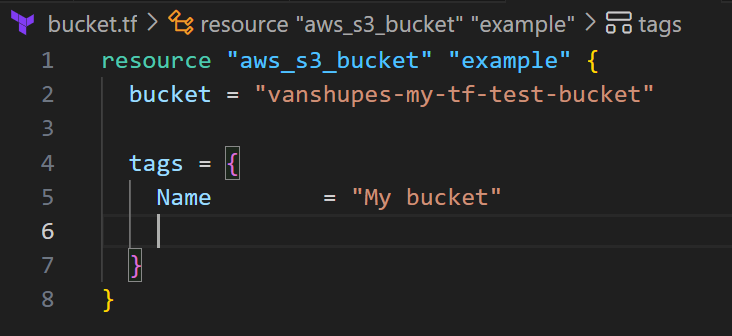 bucket.tf > resource "aws_s3_bucket" "example" > tags
1 resource "aws_s3_bucket" "example" {
2   bucket = "vanshupes-my-tf-test-bucket"
3
4   tags = {
5     Name        = "My bucket"
6
7   }
8 }